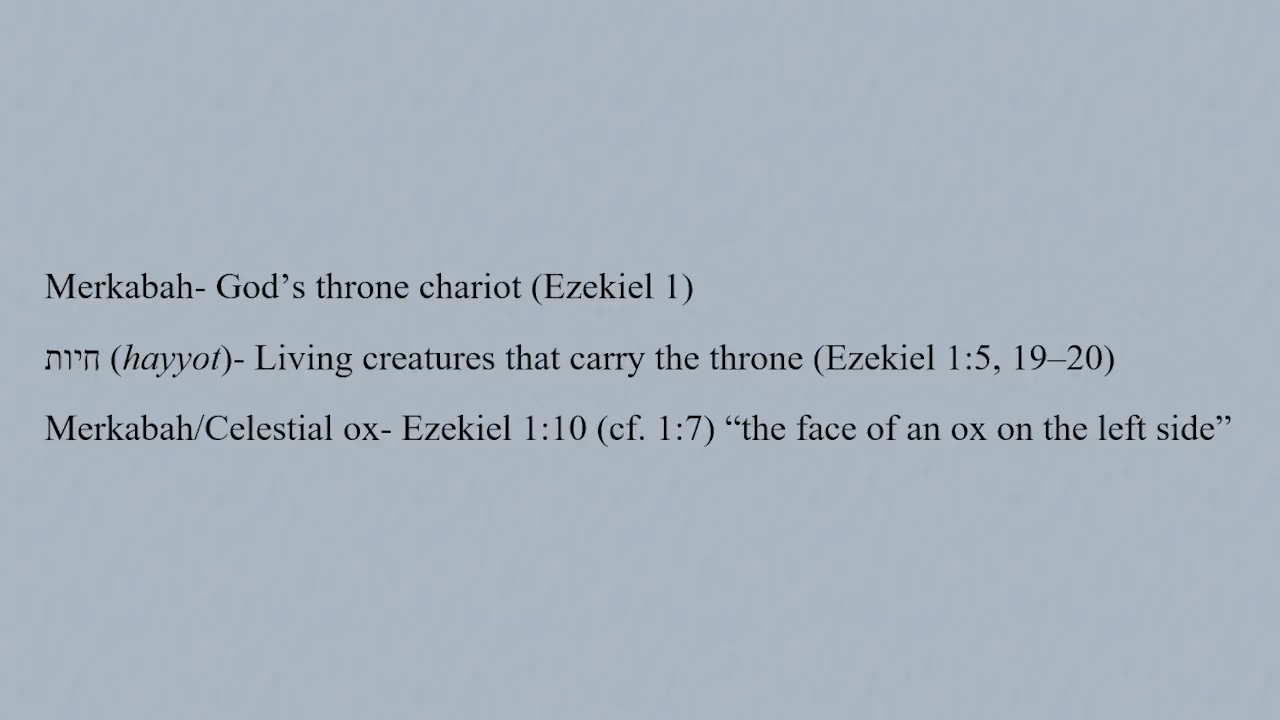 Merkabah- God’s throne chariot (Ezekiel 1)
חיות (hayyot)- Living creatures that carry the throne (Ezekiel 1:5, 19–20)
Merkabah/Celestial ox- Ezekiel 1:10 (cf. 1:7) “the face of an ox on the left side”